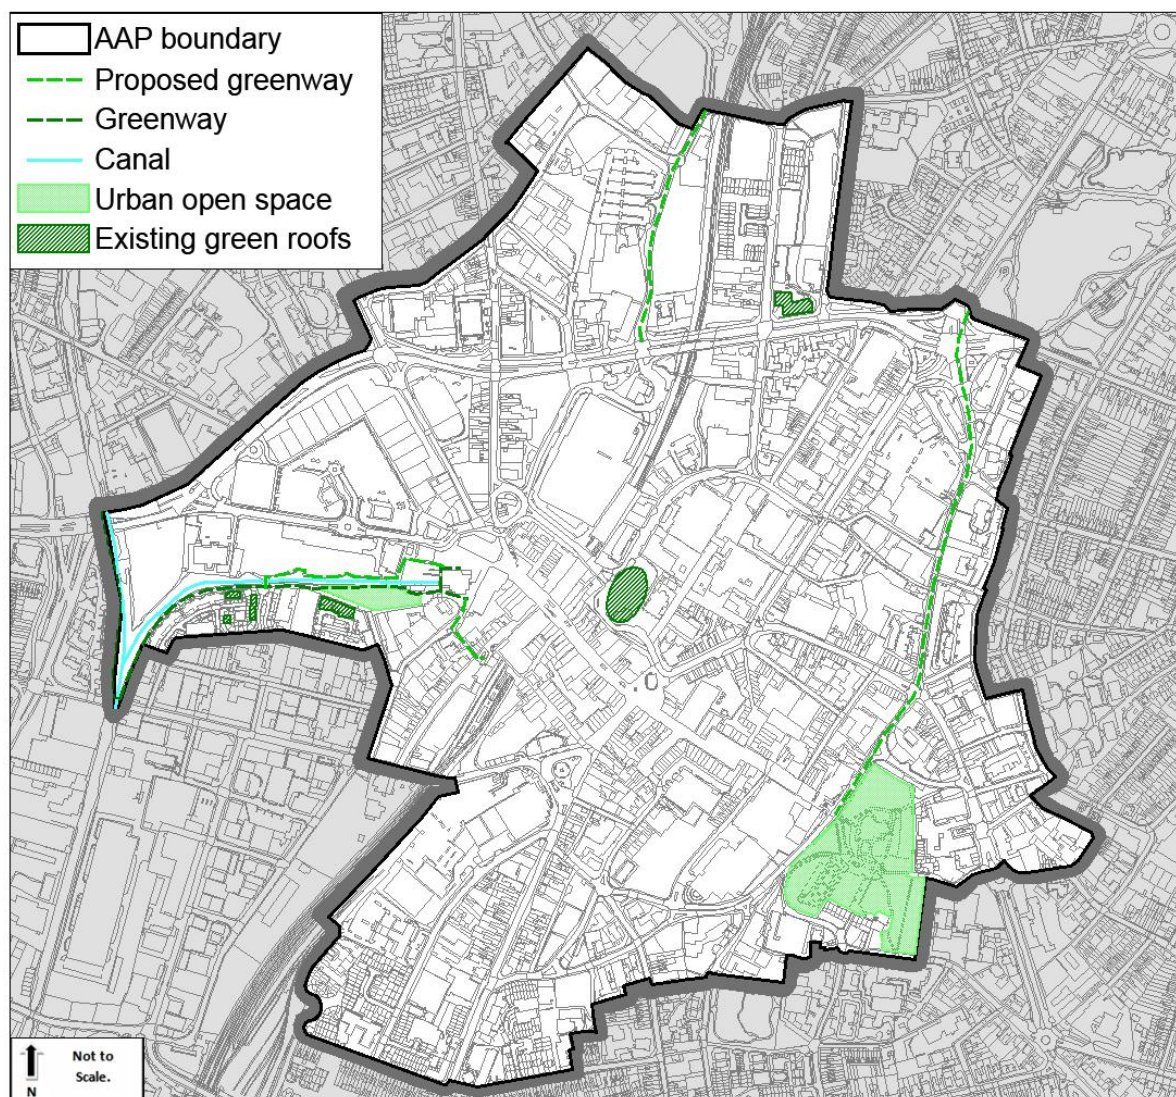 AAP boundary
Proposed greenway
Greenway
Canal
Urban open space
Existing green roofs
Not to
Scale.
N